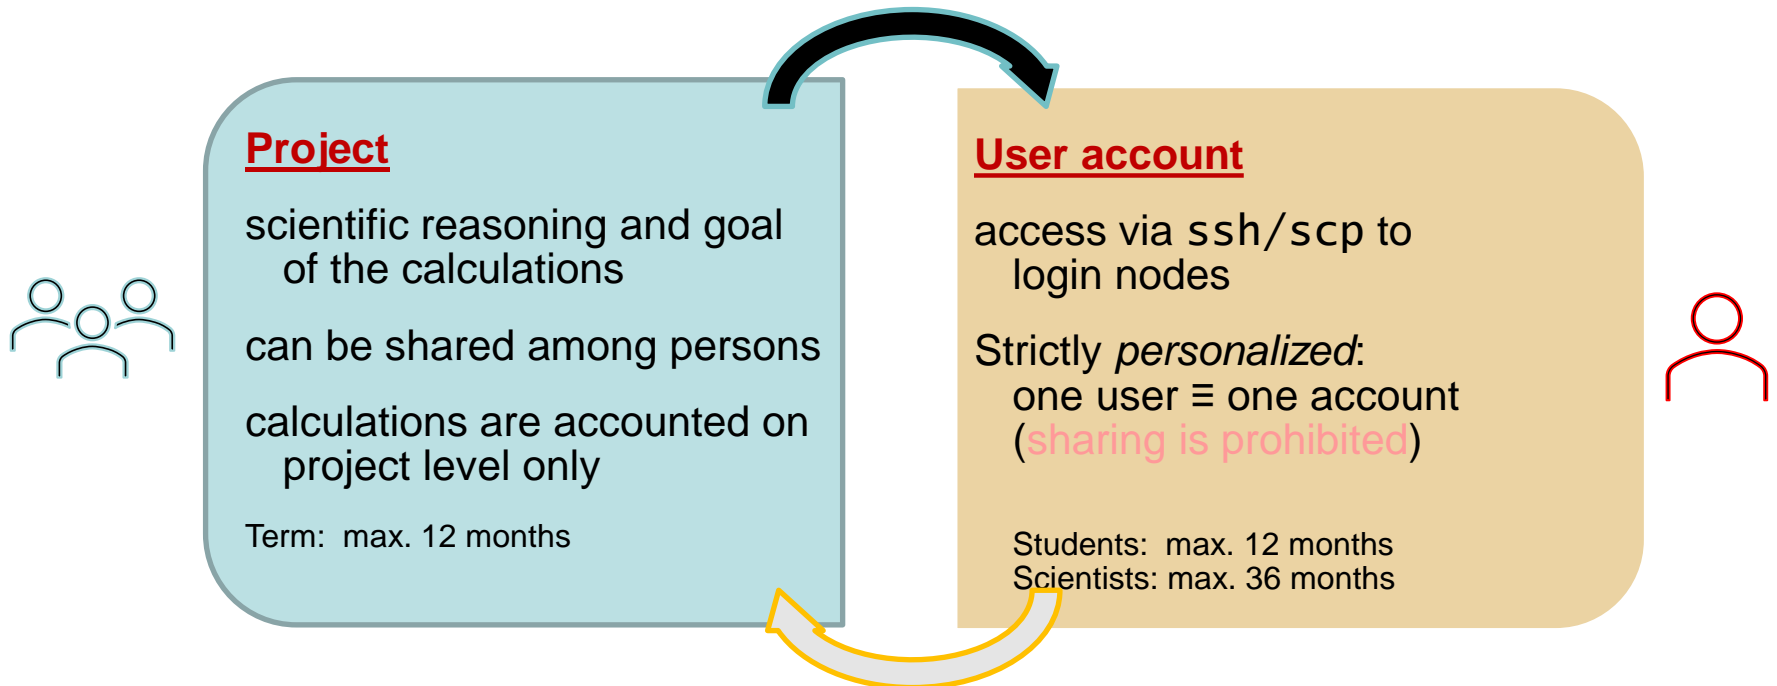 Project
scientific reasoning and goal
of the calculations
can be shared among persons
calculations are accounted on
project level only
Term: max. 12 months
User account
access via ssh/scp to
login nodes
Strictly personalized:
one user ≡ one account
(sharing is prohibited)
Students: max. 12 months
Scientists: max. 36 months